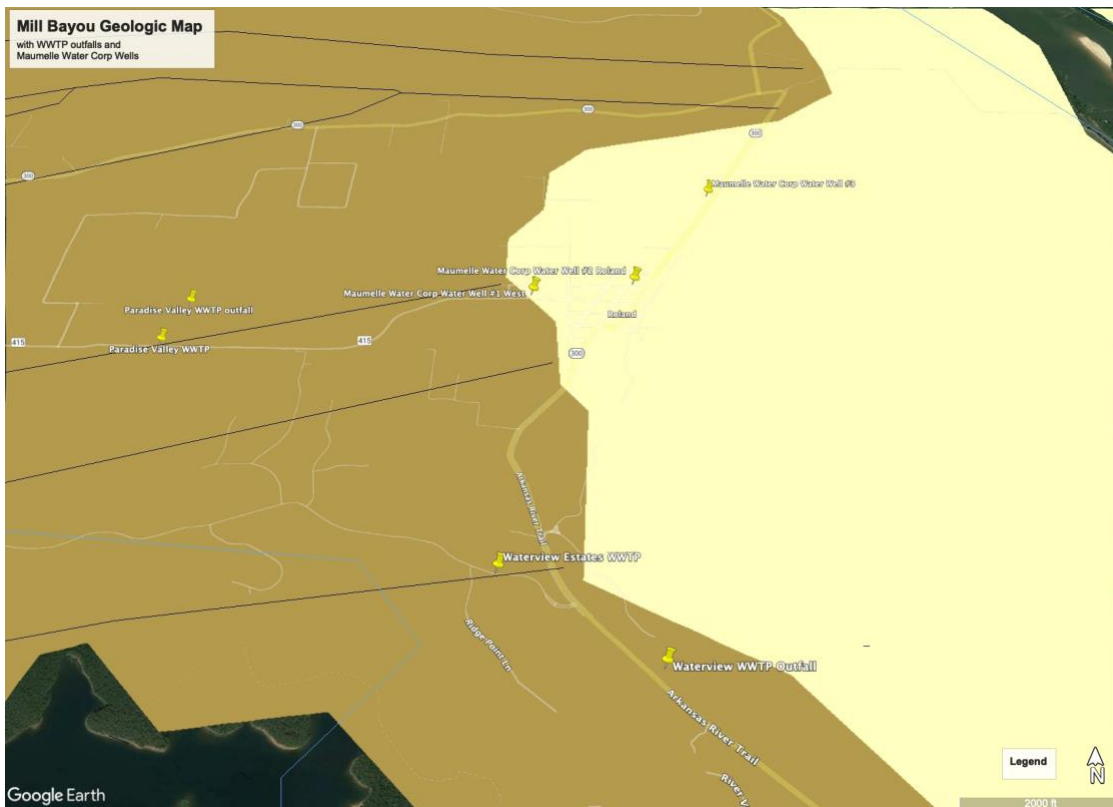 Mill Bayou Geologic Map
with WWTP outfalls and
Maumelle Water Corp Wells
300
300
300
300
Maumelle Water Corp Water Well #3
Maumelle Water Corp Water Well #2 Roland
Maumelle Water Corp Water Well #1 West
Paradise Valley WWTP outfall
Roland
415
Paradise Valley WWTP
415
300
Arkansas River Trail
Waterview Estates WWTP
Ridge Point Ln
Waterview WWTP Outfall
Arkansas River Trail
River V
Legend
N
Google Earth
2000 ft